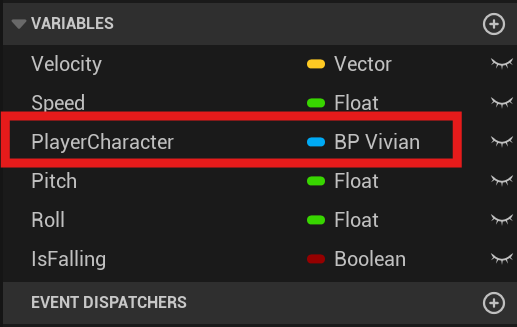 VARIABLES
Velocity Vector
Speed Float
PlayerCharacter BP Vivian
Pitch Float
Roll Float
IsFalling Boolean
EVENT DISPATCHERS